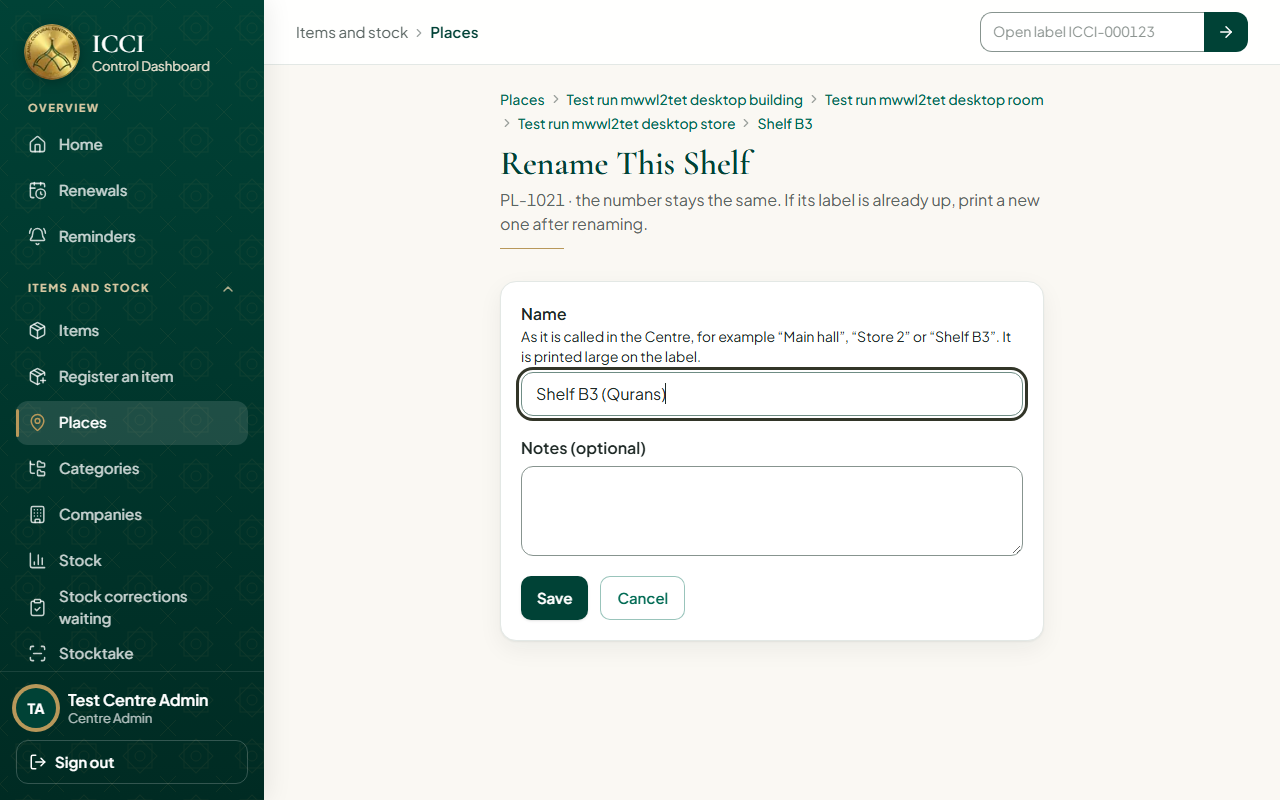 ICCI
Control Dashboard
OVERVIEW
Home
Renewals
Reminders
ITEMS AND STOCK
Items
Register an item
Places
Categories
Companies
Stock
Stock corrections
waiting
Stocktake
TA
Test Centre Admin
Centre Admin
Sign out
Items and stock > Places
Open label ICCI-000123
Places > Test run mwwl2tet desktop building > Test run mwwl2tet desktop room
> Test run mwwl2tet desktop store > Shelf B3
Rename This Shelf
PL-1021 · the number stays the same. If its label is already up, print a new
one after renaming.
Name
As it is called in the Centre, for example “Main hall”, “Store 2” or “Shelf B3”. It
is printed large on the label.
Shelf B3 (Qurans)
Notes (optional)
Save
Cancel